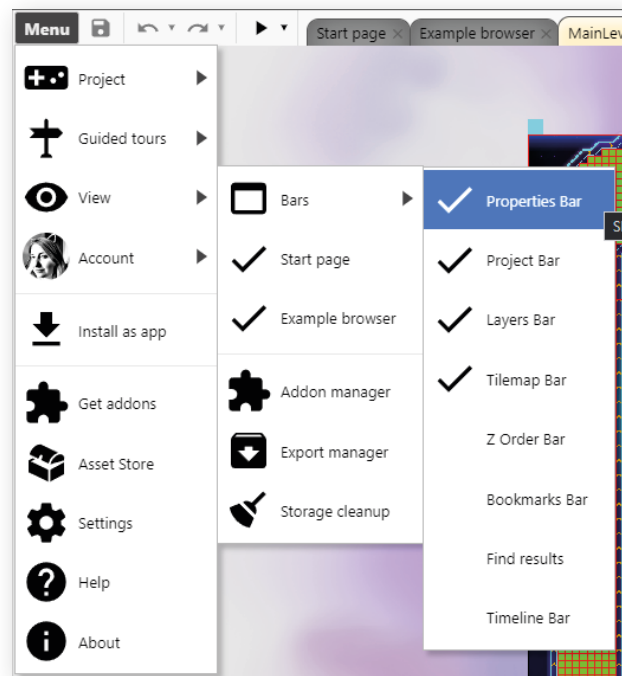 Menu
Start page
Example browser
MainLev
Project
Guided tours
View
Account
Install as app
Get addons
Asset Store
Settings
Help
About
Bars
Start page
Example browser
Addon manager
Export manager
Storage cleanup
Properties Bar
Project Bar
Layers Bar
Tilemap Bar
Z Order Bar
Bookmarks Bar
Find results
Timeline Bar